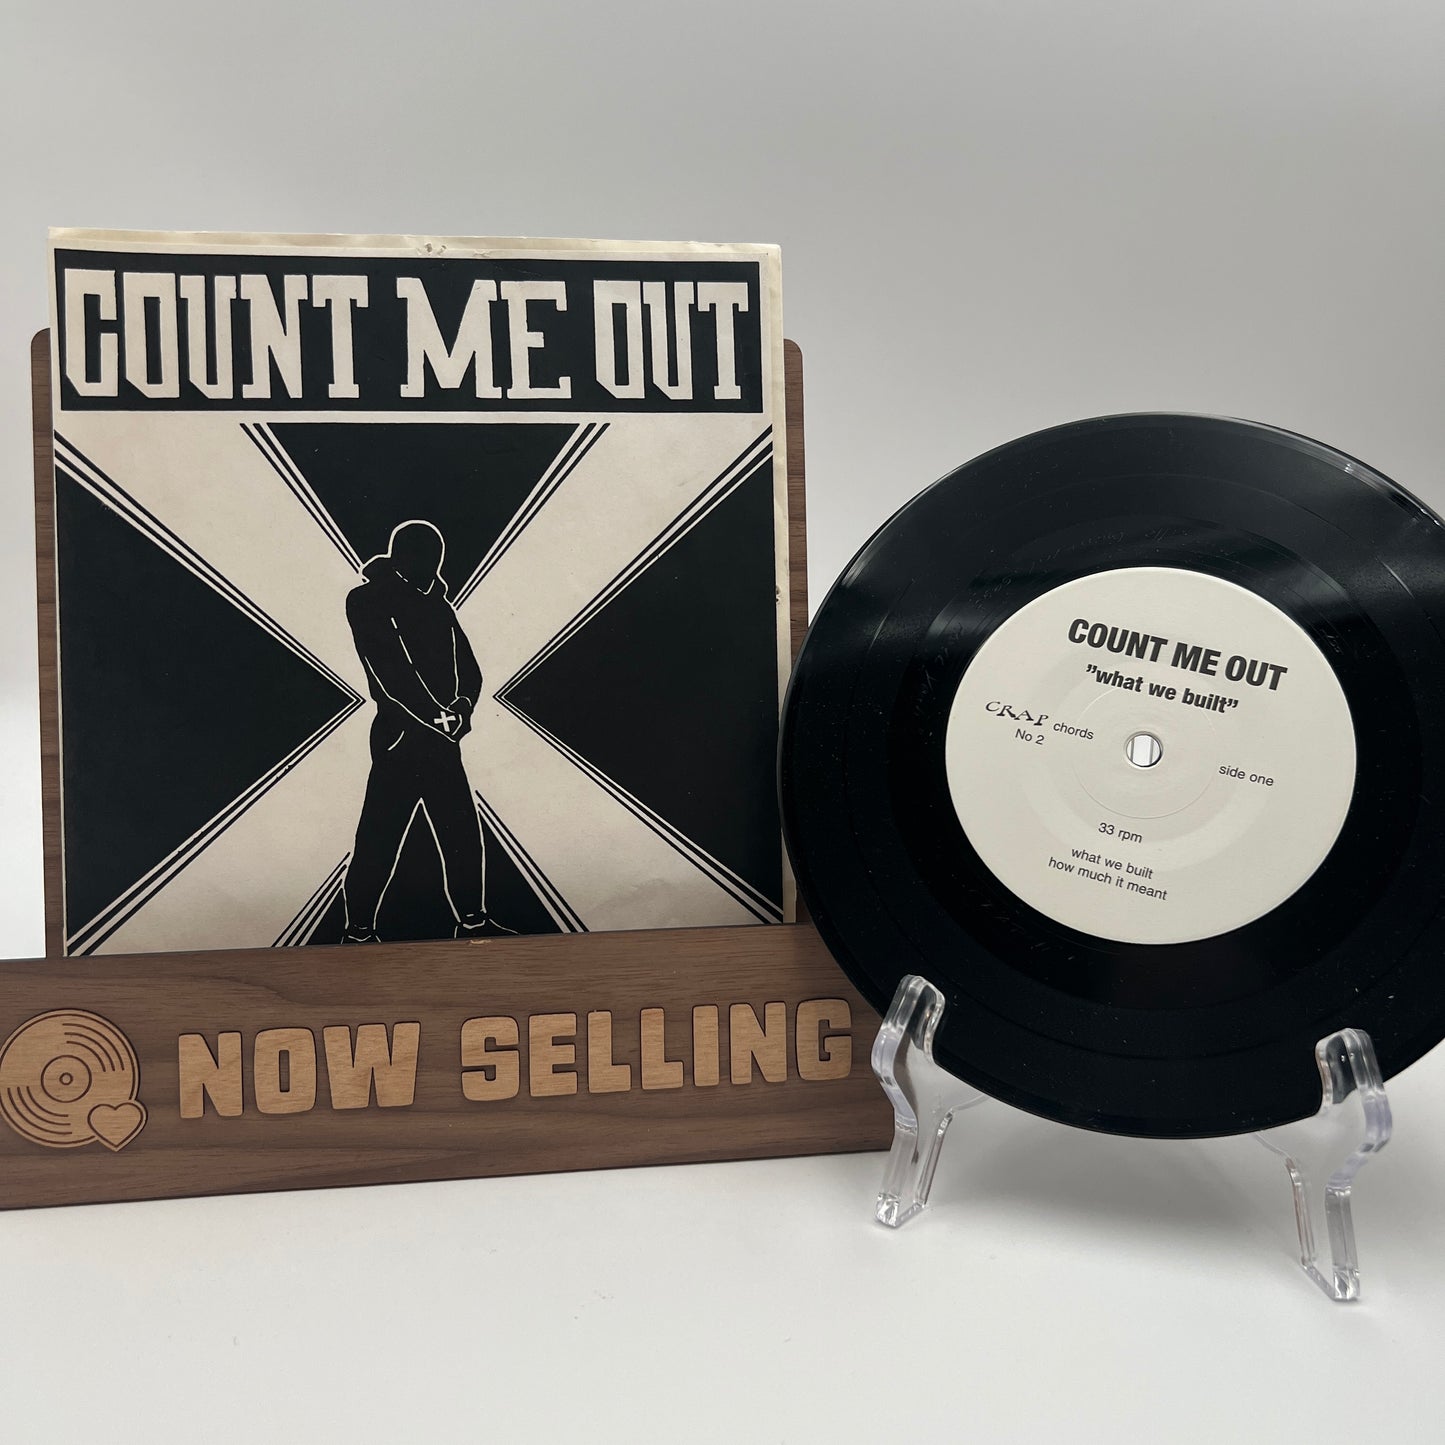 COUNT ME OUT
NOW SELLING
COUNT ME OUT
”what we built”
CRAP chords
No 2
side one
33 rpm
what we built
how much it meant